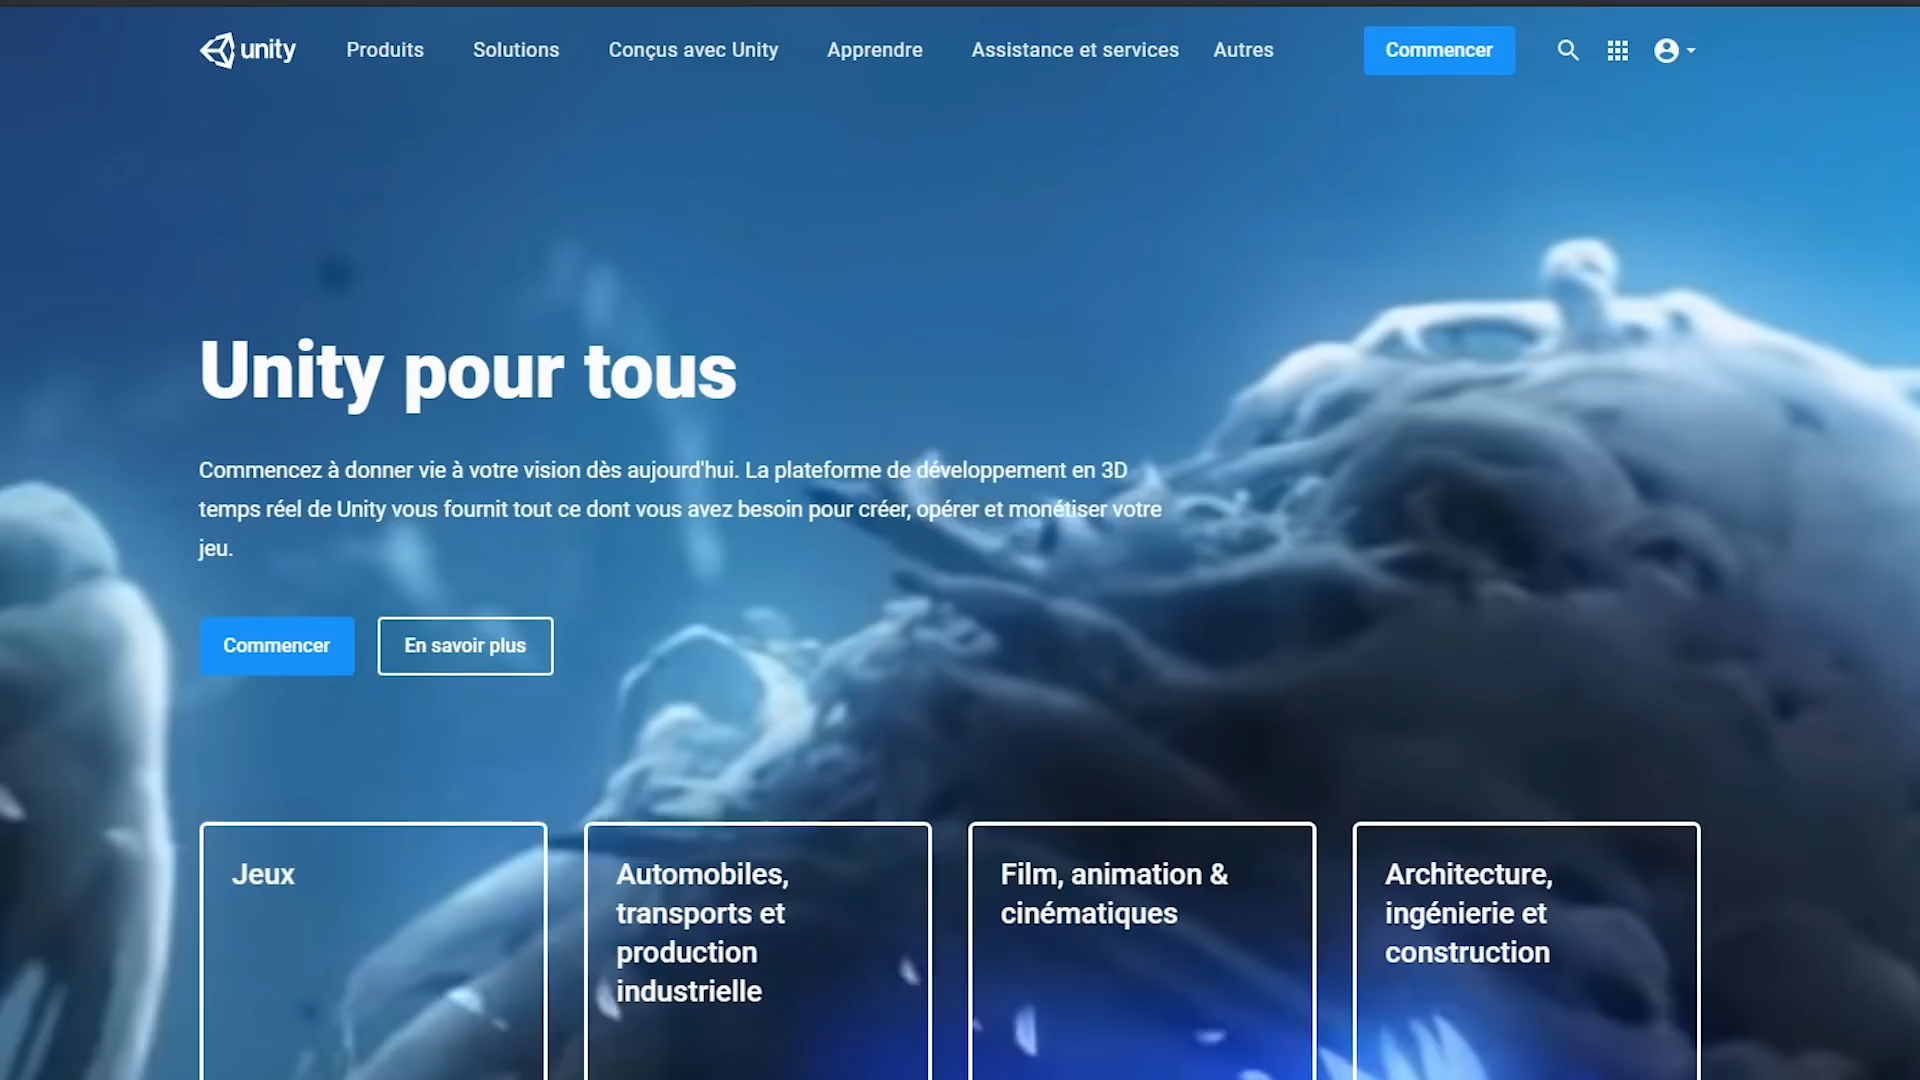 unity
Produits
Solutions
Conçus avec Unity
Apprendre
Assistance et services
Autres
Commencer
Unity pour tous
Commencez à donner vie à votre vision dès aujourd'hui. La plateforme de développement en 3D
temps réel de Unity vous fournit tout ce dont vous avez besoin pour créer, opérer et monétiser votre
jeu.
Commencer
En savoir plus
Jeux
Automobiles,
transports et
production
industrielle
Film, animation &
cinématiques
Architecture,
ingénierie et
construction